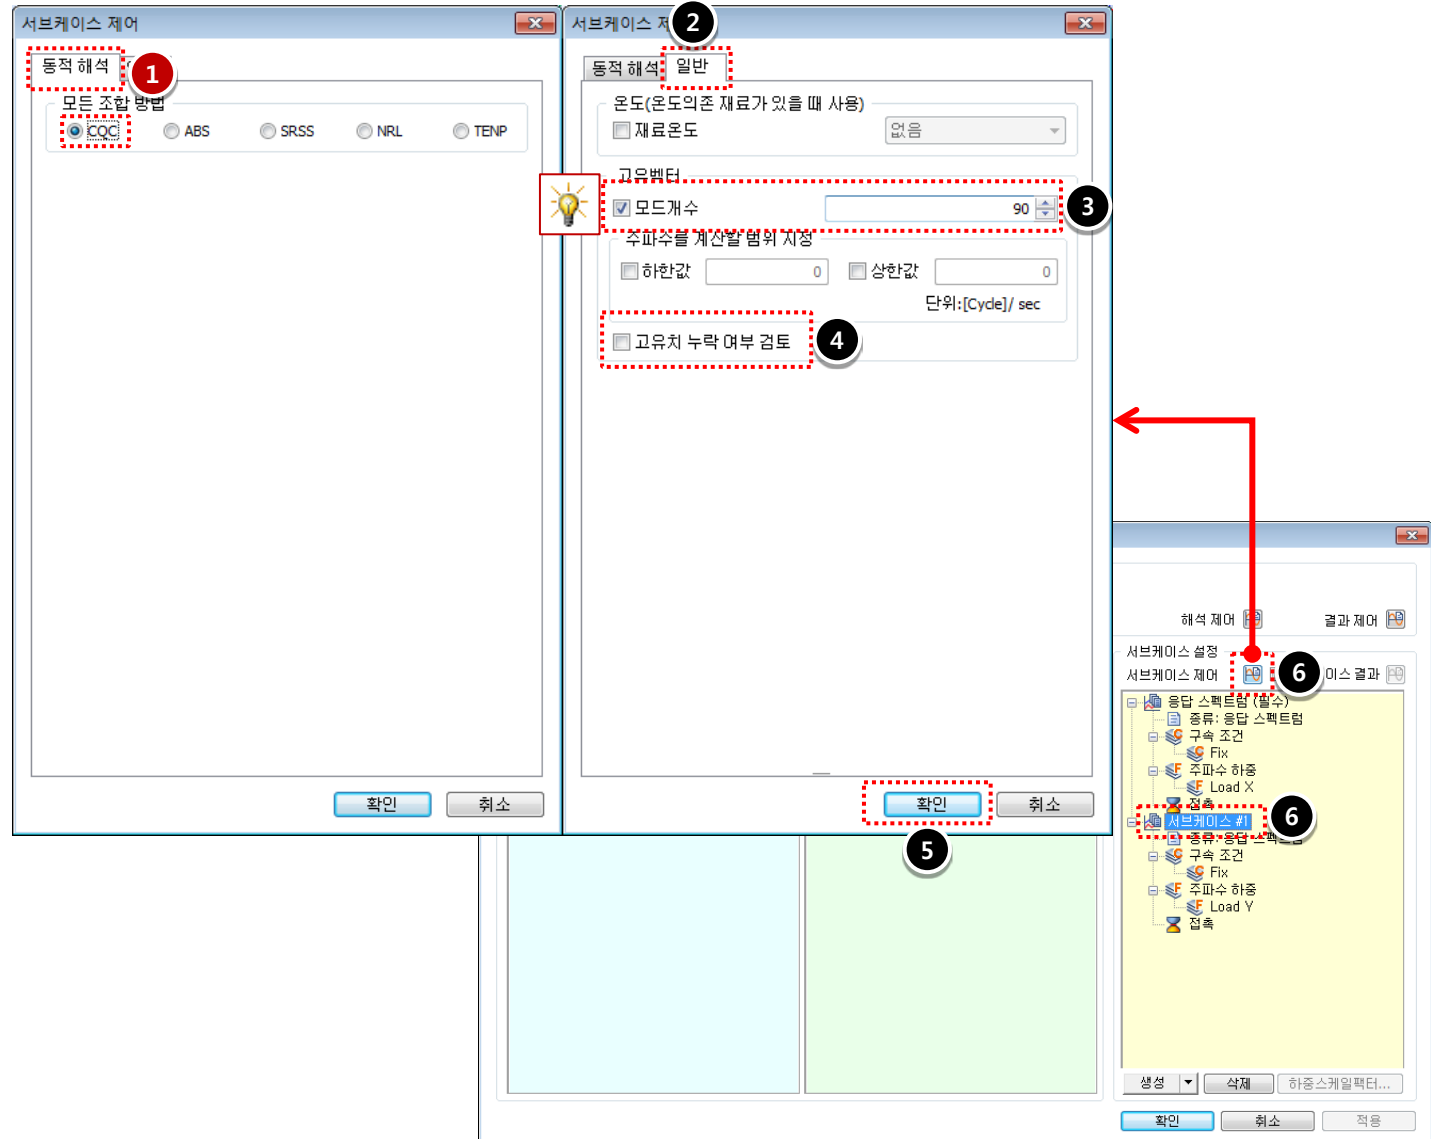 서브케이스 제어
동적 해석
1
모든 조합 방법
CQC
ABS
SRSS
NRL
TENP
확인
취소
서브케이스 제
2
동적 해석
일반
온도(온도의존 재료가 있을 때 사용)
재료온도
없음
고유벡터
모드개수
90
3
주파수를 계산할 범위 지정
하한값
0
상한값
0
단위:[Cycle]/ sec
고유치 누락 여부 검토
4
확인
취소
5
해석 제어
결과 제어
서브케이스 설정
서브케이스 제어
6
이스 결과
응답 스펙트럼 (필수)
종류: 응답 스펙트럼
구속 조건
Fix
주파수 하중
Load X
접촉
서브케이스 #1
6
종류: 응답 스펙트럼
구속 조건
Fix
주파수 하중
Load Y
접촉
생성
삭제
하중스케일팩터...
확인
취소
적용